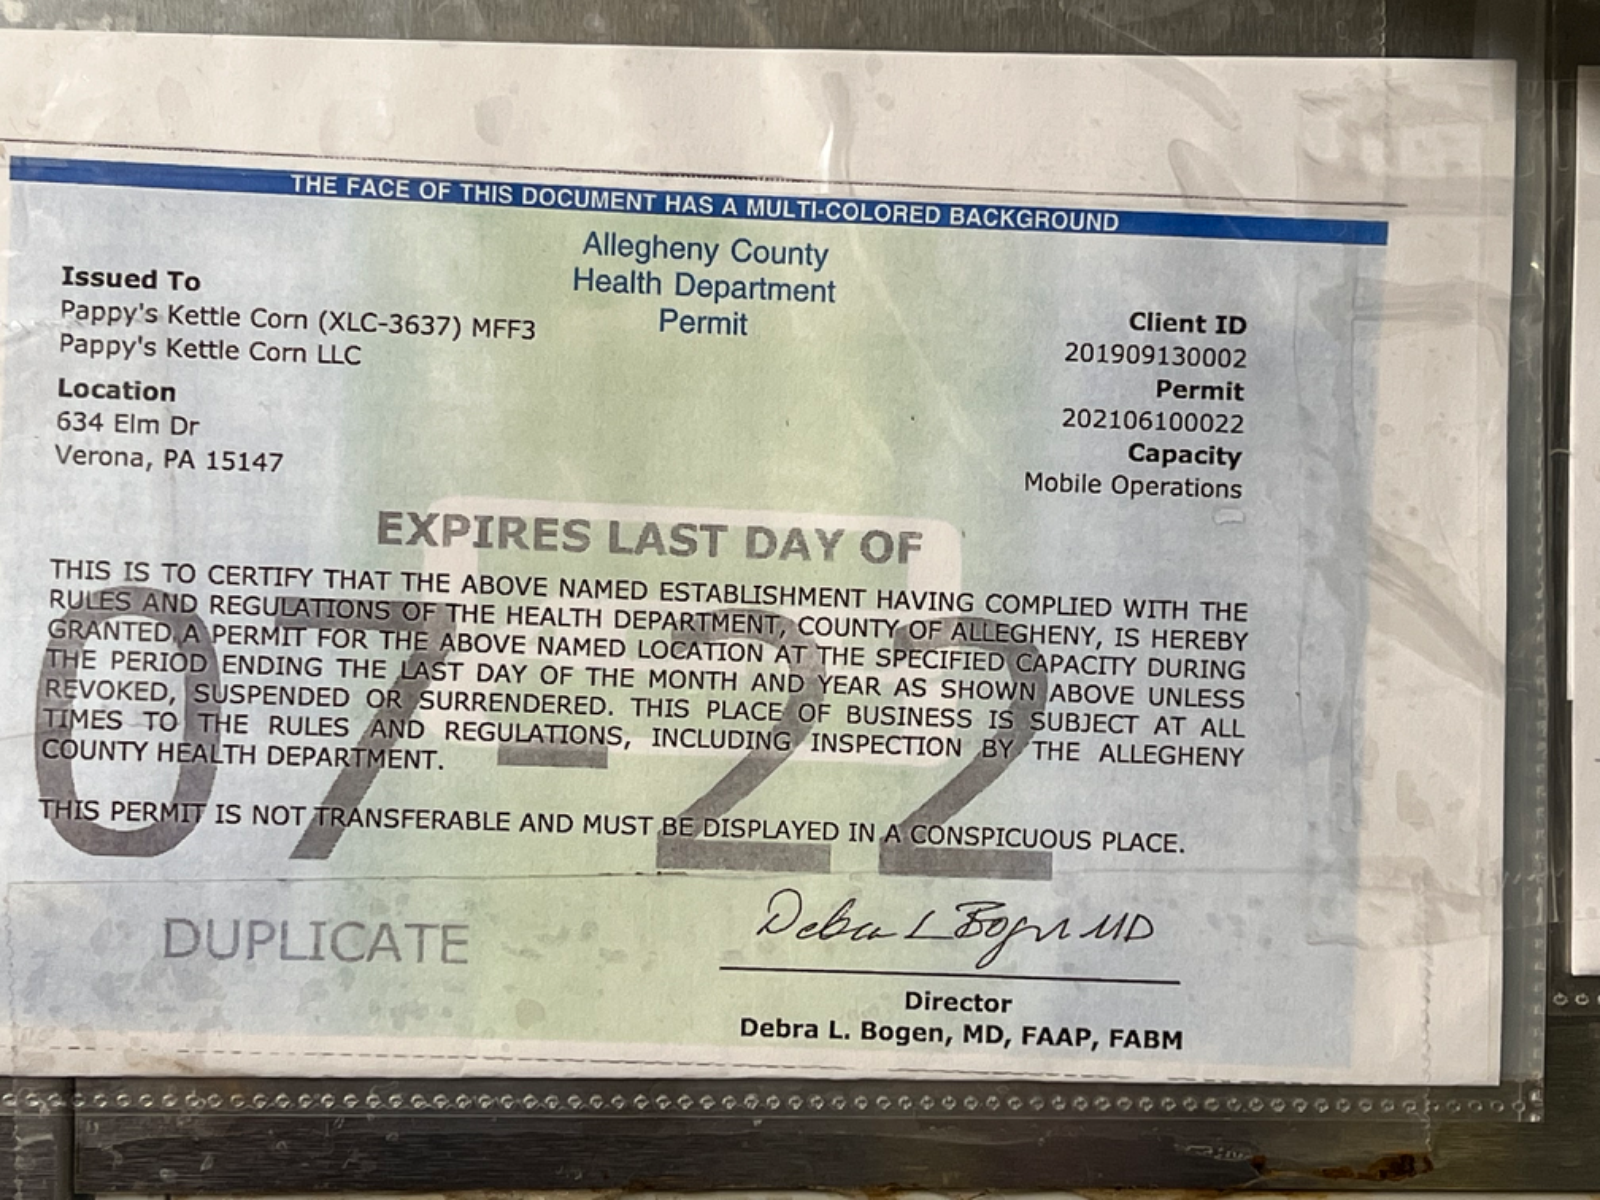 THE FACE OF THIS DOCUMENT HAS A MULTI-COLORED BACKGROUND
Allegheny County
Health Department
Permit
Issued To
Pappy's Kettle Corn (XLC-3637) MFF3
Pappy's Kettle Corn LLC
Location
634 Elm Dr
Verona, PA 15147
Client ID
201909130002
Permit
202106100022
Capacity
Mobile Operations
EXPIRES LAST DAY OF
07-22
THIS IS TO CERTIFY THAT THE ABOVE NAMED ESTABLISHMENT HAVING COMPLIED WITH THE
RULES AND REGULATIONS OF THE HEALTH DEPARTMENT, COUNTY OF ALLEGHENY, IS HEREBY
GRANTED A PERMIT FOR THE ABOVE NAMED LOCATION AT THE SPECIFIED CAPACITY DURING
THE PERIOD ENDING THE LAST DAY OF THE MONTH AND YEAR AS SHOWN ABOVE UNLESS
REVOKED, SUSPENDED OR SURRENDERED. THIS PLACE OF BUSINESS IS SUBJECT AT ALL
TIMES TO THE RULES AND REGULATIONS, INCLUDING INSPECTION BY THE ALLEGHENY
COUNTY HEALTH DEPARTMENT.
THIS PERMIT IS NOT TRANSFERABLE AND MUST BE DISPLAYED IN A CONSPICUOUS PLACE.
DUPLICATE
Debra L Bogen MD
Director
Debra L. Bogen, MD, FAAP, FABM